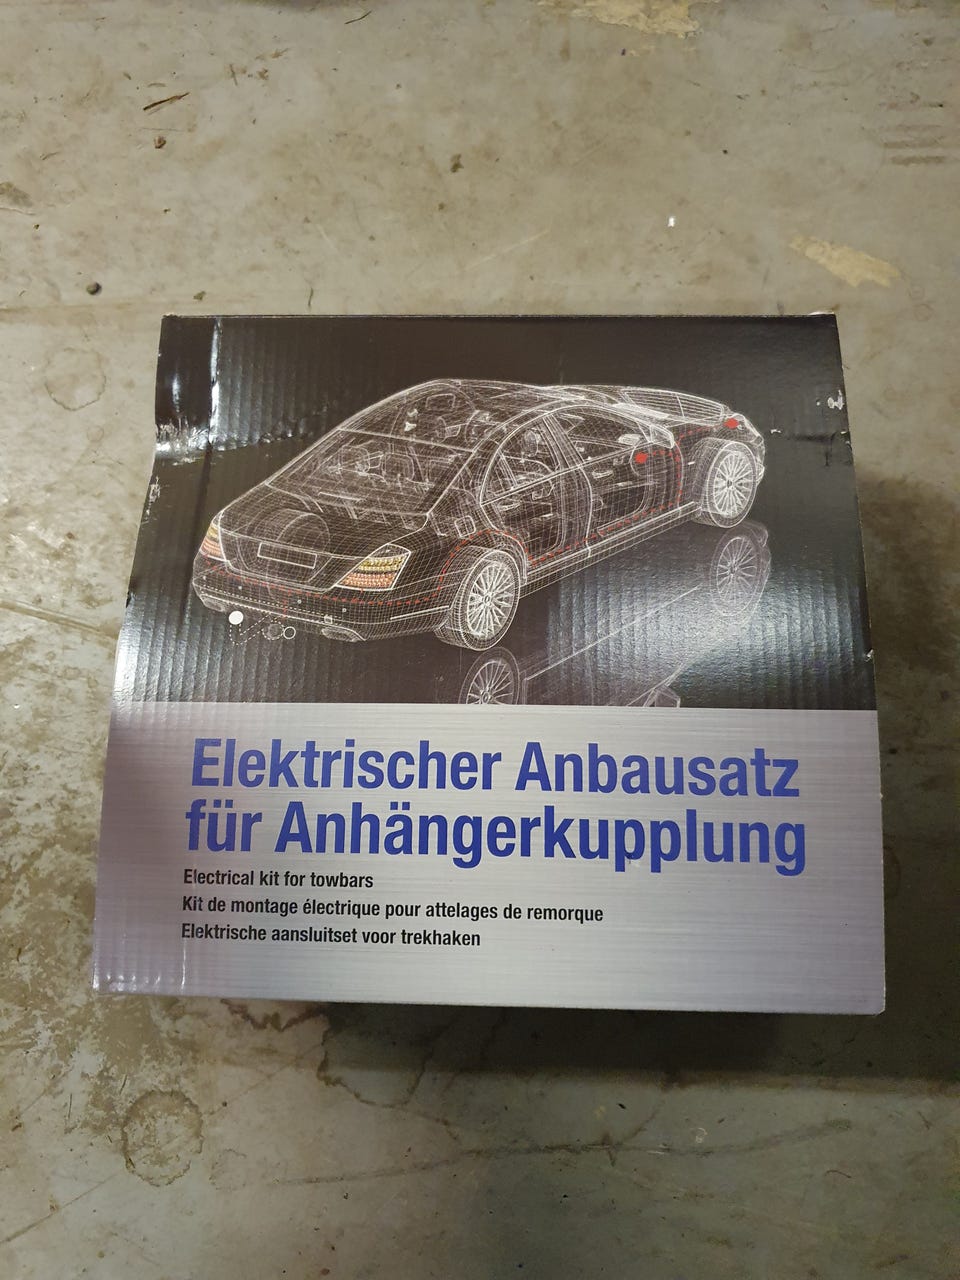 Elektrischer Anbausatz
für Anhängerkupplung
Electrical kit for towbars
Kit de montage électrique pour attelages de remorque
Elektrische aansluitset voor trekhaken